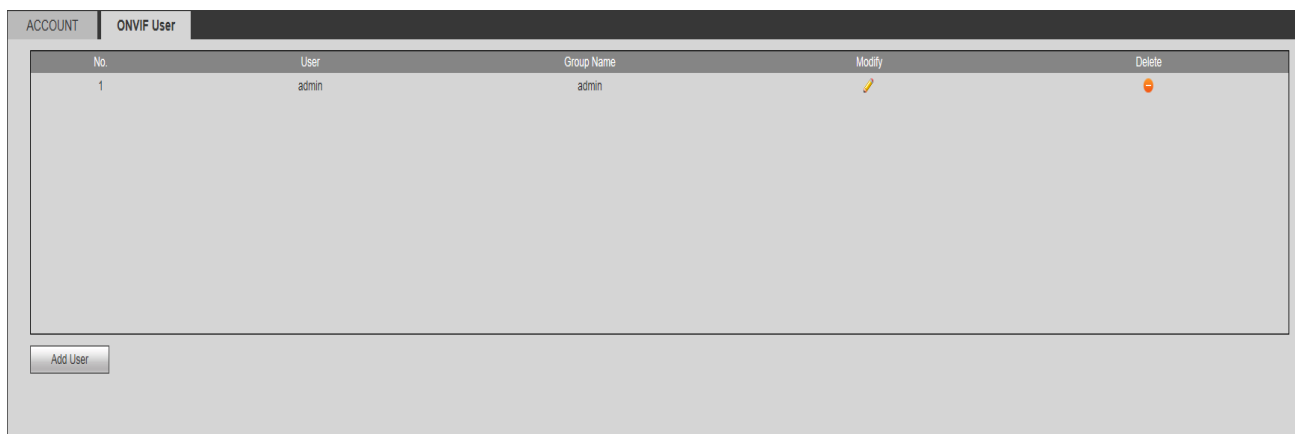 ACCOUNT ONVIF User
No. User Group Name Modify Delete
1 admin admin
Add User